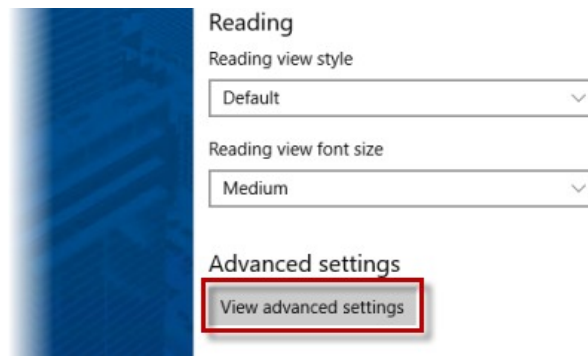 Reading
Reading view style
Default
Reading view font size
Medium
Advanced settings
View advanced settings